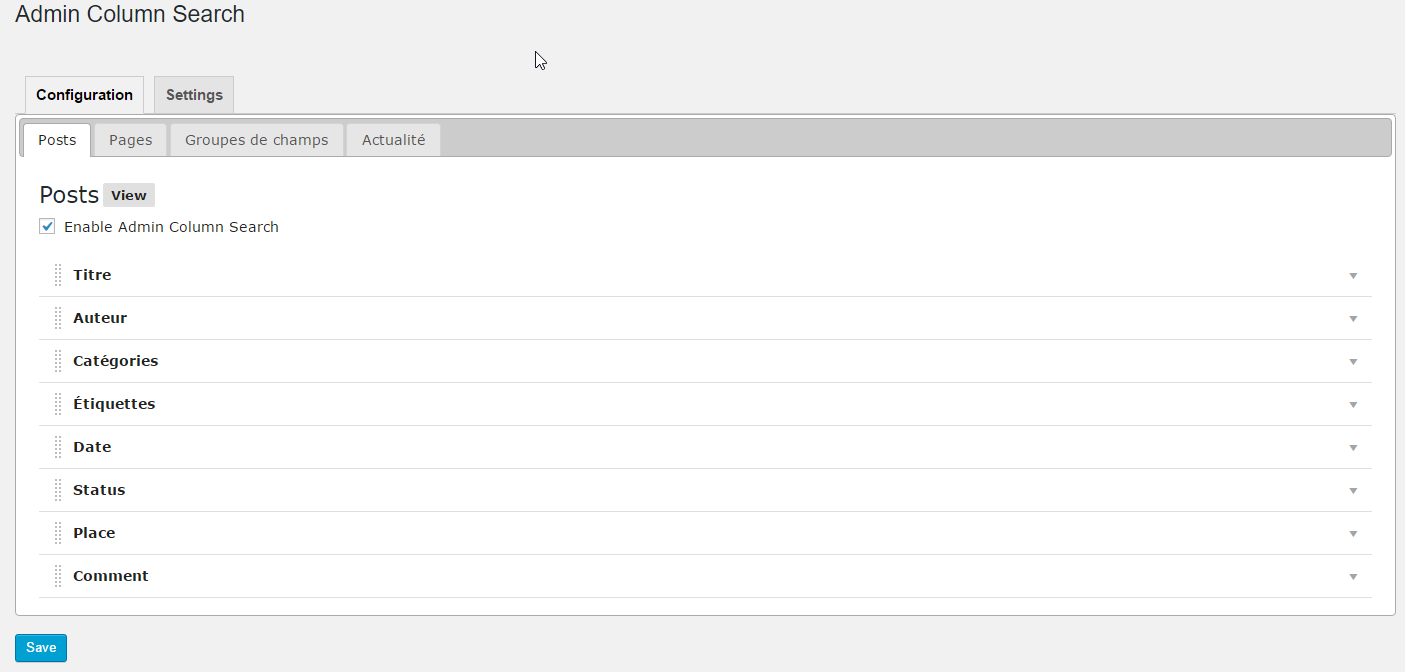 Admin Column Search
Configuration Settings
Posts Pages Groupes de champs Actualité
Posts View
Enable Admin Column Search
Titre
Auteur
Catégories
Étiquettes
Date
Status
Place
Comment
Save